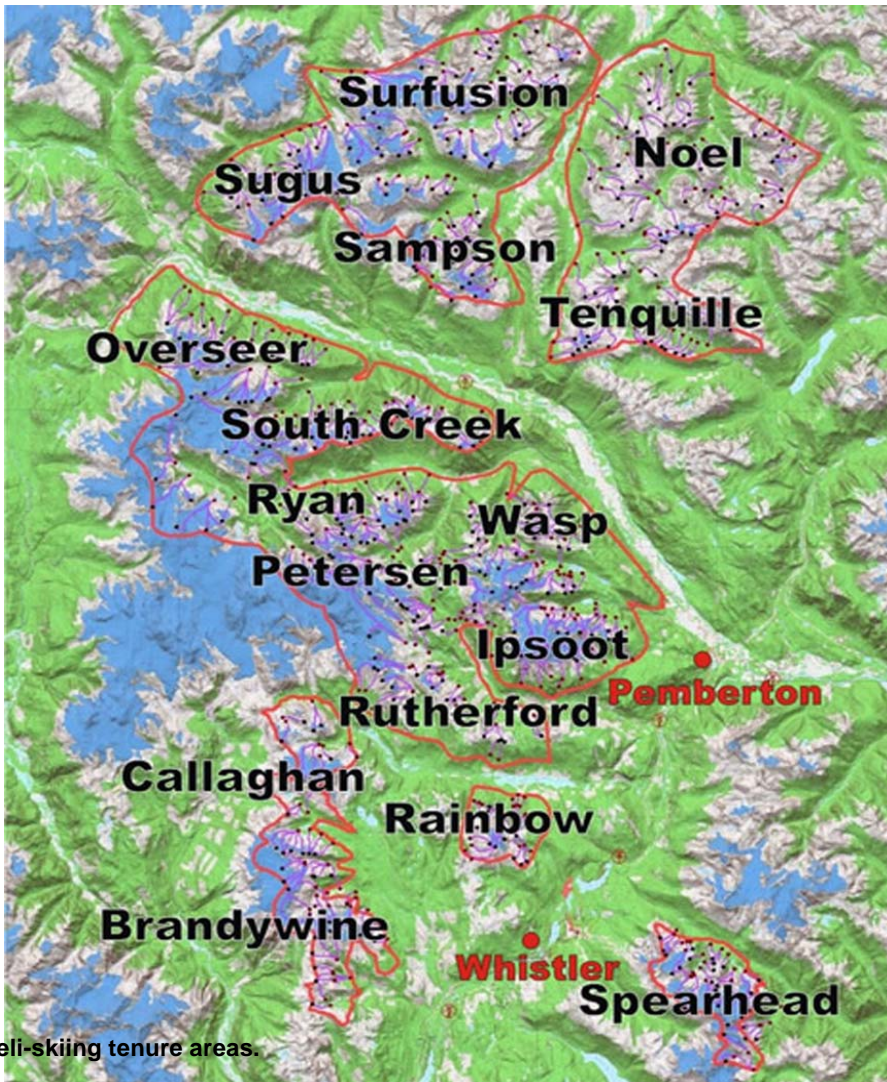 Surfusion
Noel
Sugus
Sampson
Tenquille
Overseer
South Creek
Ryan
Wasp
Petersen
Ipsoot
Pemberton
Rutherford
Callaghan
Rainbow
Brandywine
Whistler
Spearhead
eli-skiing tenure areas.